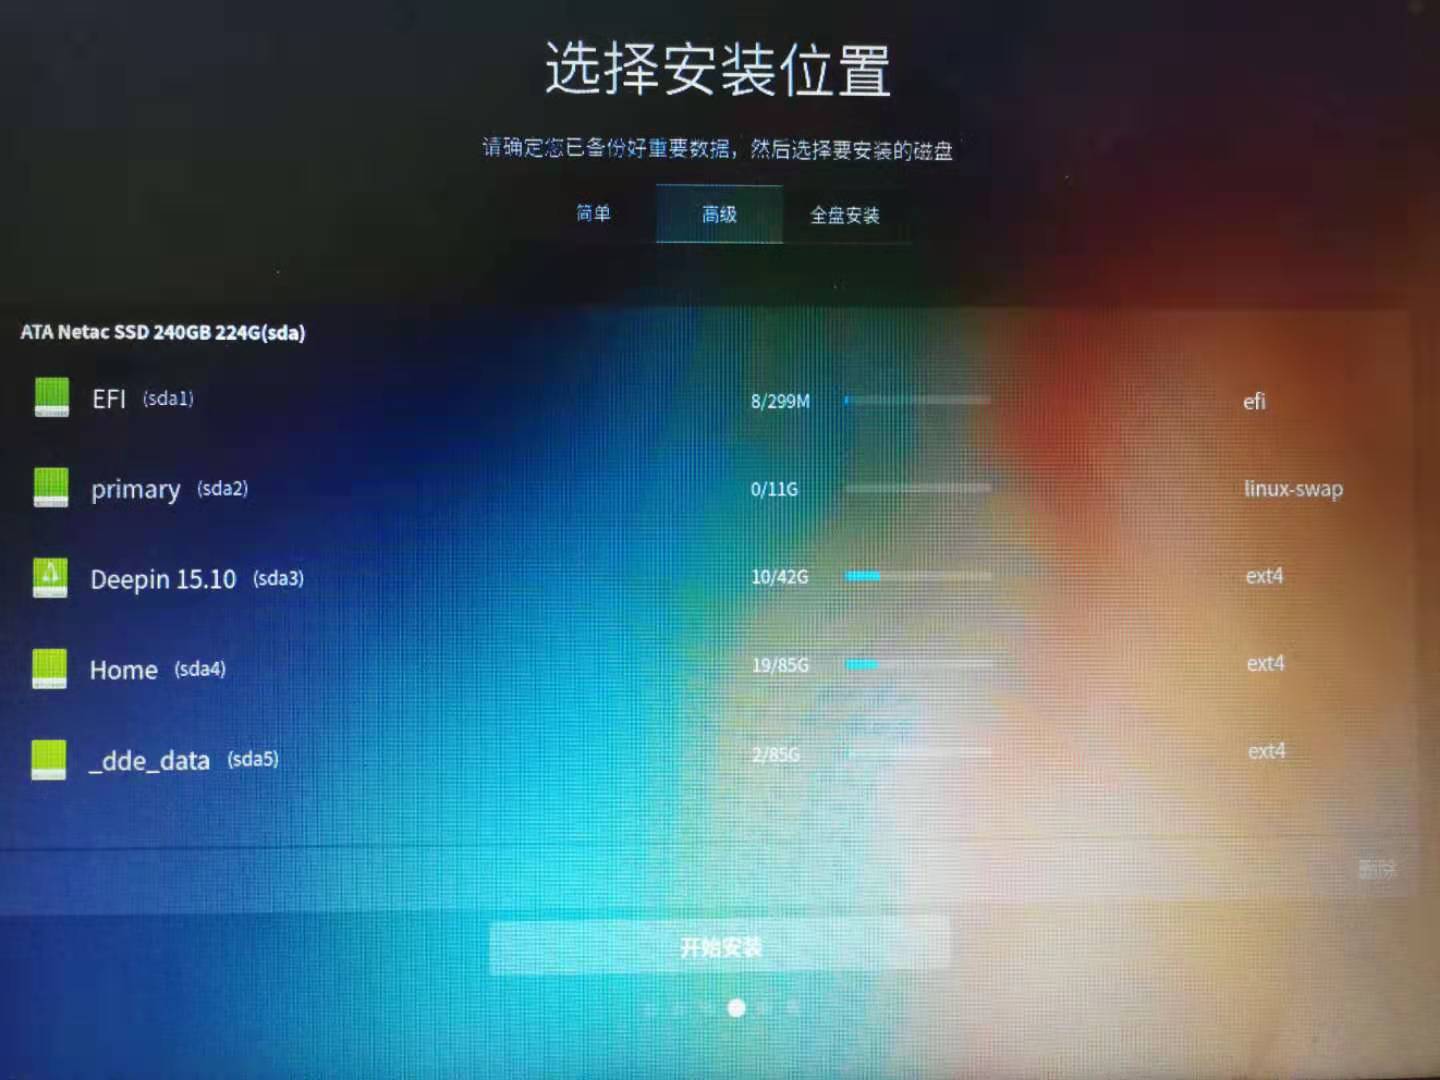 选择安装位置
请确定您已备份好重要数据，然后选择要安装的磁盘
简单 高级 全盘安装
ATA Netac SSD 240GB 224G(sda)
EFI (sda1) 8/299M efi
primary (sda2) 0/11G linux-swap
Deepin 15.10 (sda3) 10/42G ext4
Home (sda4) 19/85G ext4
_dde_data (sda5) 2/85G ext4
删除
开始安装